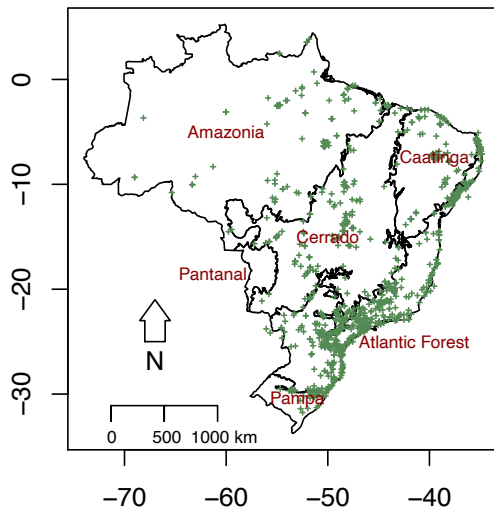 0
Amazonia
Caatinga
−10
Cerrado
Pantanal
−20
Atlantic Forest
N
−30
Pampa
0 500 1000 km
−70 −60 −50 −40